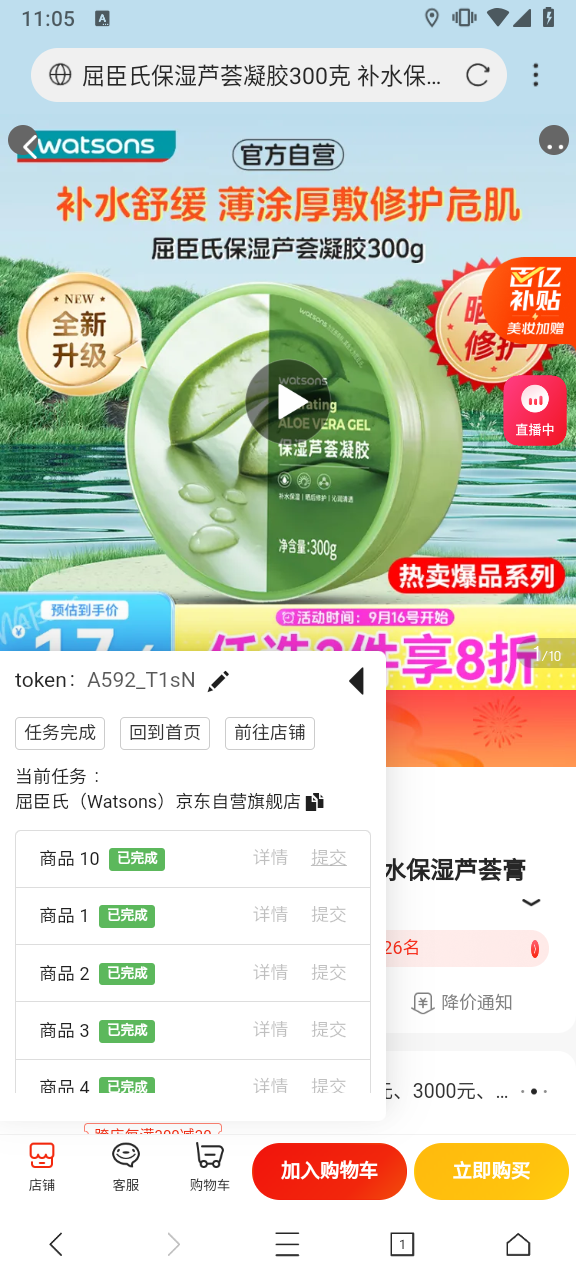 11:05
屈臣氏保湿芦荟凝胶300克 补水保...
watsons
官方自营
补水舒缓 薄涂厚敷修护危肌
屈臣氏保湿芦荟凝胶300g
NEW
全新
升级
晒
修护
百亿
补贴
美妆加赠
直播中
watsons
ALOE VERA GEL
保湿芦荟凝胶
补水保湿 | 晒后修护 | 沁润清透
净含量:300g
热卖爆品系列
预估到手价
¥
活动时间：9月16号开始
任选2件享8折
1/10
token： A592_T1sN
任务完成
回到首页
前往店铺
当前任务：
屈臣氏（Watsons）京东自营旗舰店
商品 10 已完成 详情 提交
商品 1 已完成 详情 提交
商品 2 已完成 详情 提交
商品 3 已完成 详情 提交
商品 4 已完成 详情 提交
水保湿芦荟膏
26名
降价通知
元、3000元、...
跨店每满200减20
店铺
客服
购物车
加入购物车
立即购买
1